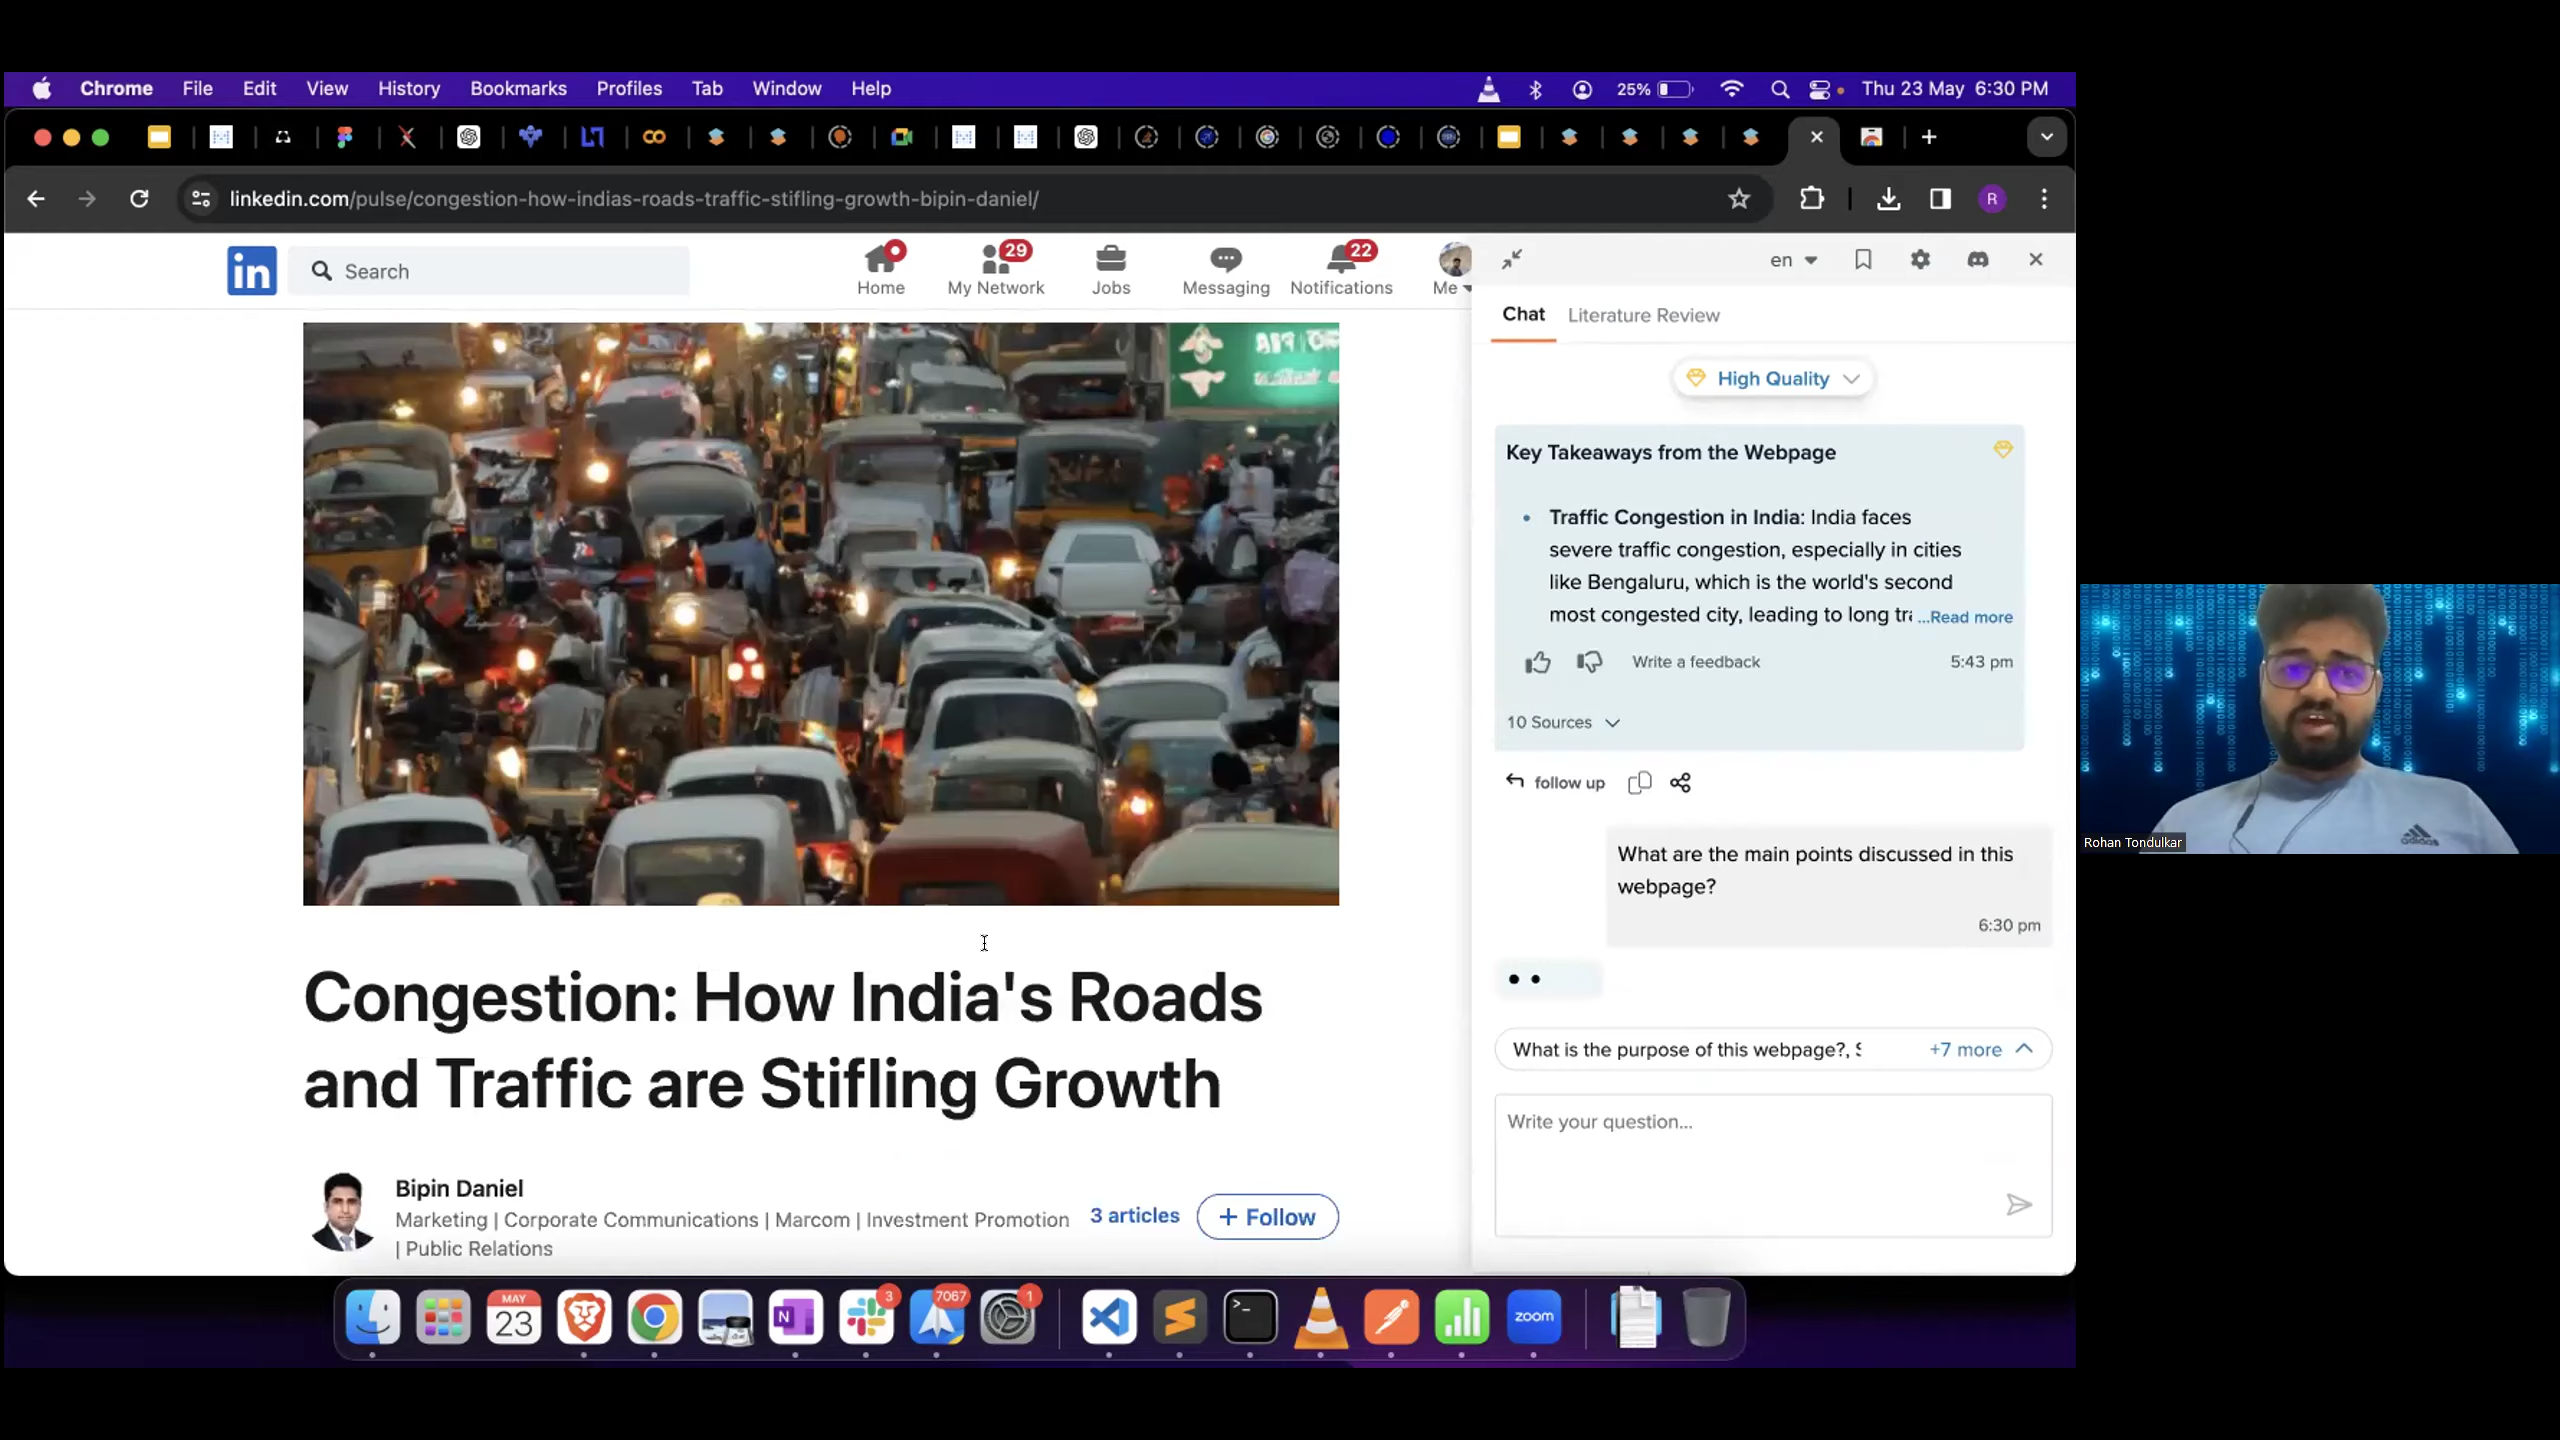 Chrome File Edit View History Bookmarks Profiles Tab Window Help 25% Thu 23 May 6:30 PM
linkedin.com/pulse/congestion-how-indias-roads-traffic-stifling-growth-bipin-daniel/
R
in
Search
Home
29
My Network
Jobs
Messaging
22
Notifications
Me
Congestion: How India's Roads
and Traffic are Stifling Growth
Bipin Daniel
Marketing | Corporate Communications | Marcom | Investment Promotion
| Public Relations
3 articles
+ Follow
en
Chat Literature Review
High Quality
Key Takeaways from the Webpage
• Traffic Congestion in India: India faces
severe traffic congestion, especially in cities
like Bengaluru, which is the world's second
most congested city, leading to long tra ...Read more
Write a feedback 5:43 pm
10 Sources
follow up
What are the main points discussed in this
webpage?
6:30 pm
What is the purpose of this webpage?, S +7 more
Write your question...
MAY
23
N
3
7067
1
zoom
Rohan Tondulkar
adidas